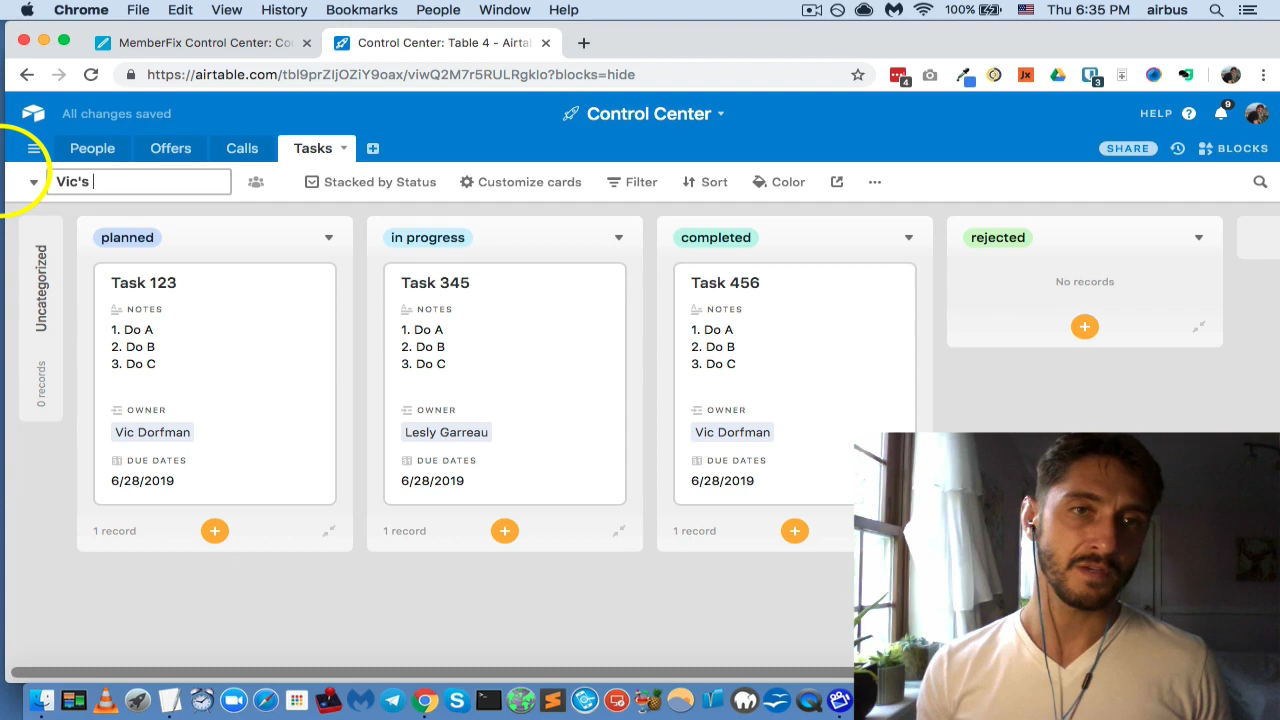 Chrome File Edit View History Bookmarks People Window Help 100% Thu 6:35 PM airbus
MemberFix Control Center: Co
Control Center: Table 4 - Airta
https://airtable.com/tbl9prZIjOZiY9oax/viwQ2M7r5RULRgkIo?blocks=hide
4
3
All changes saved
Control Center
HELP
9
People Offers Calls Tasks
SHARE
BLOCKS
Vic's
Stacked by Status
Customize cards
Filter
Sort
Color
Uncategorized
0 records
planned
Task 123
NOTES
1. Do A
2. Do B
3. Do C
OWNER
Vic Dorfman
DUE DATES
6/28/2019
1 record
in progress
Task 345
NOTES
1. Do A
2. Do B
3. Do C
OWNER
Lesly Garreau
DUE DATES
6/28/2019
1 record
completed
Task 456
NOTES
1. Do A
2. Do B
3. Do C
OWNER
Vic Dorfman
DUE DATES
6/28/2019
1 record
rejected
No records